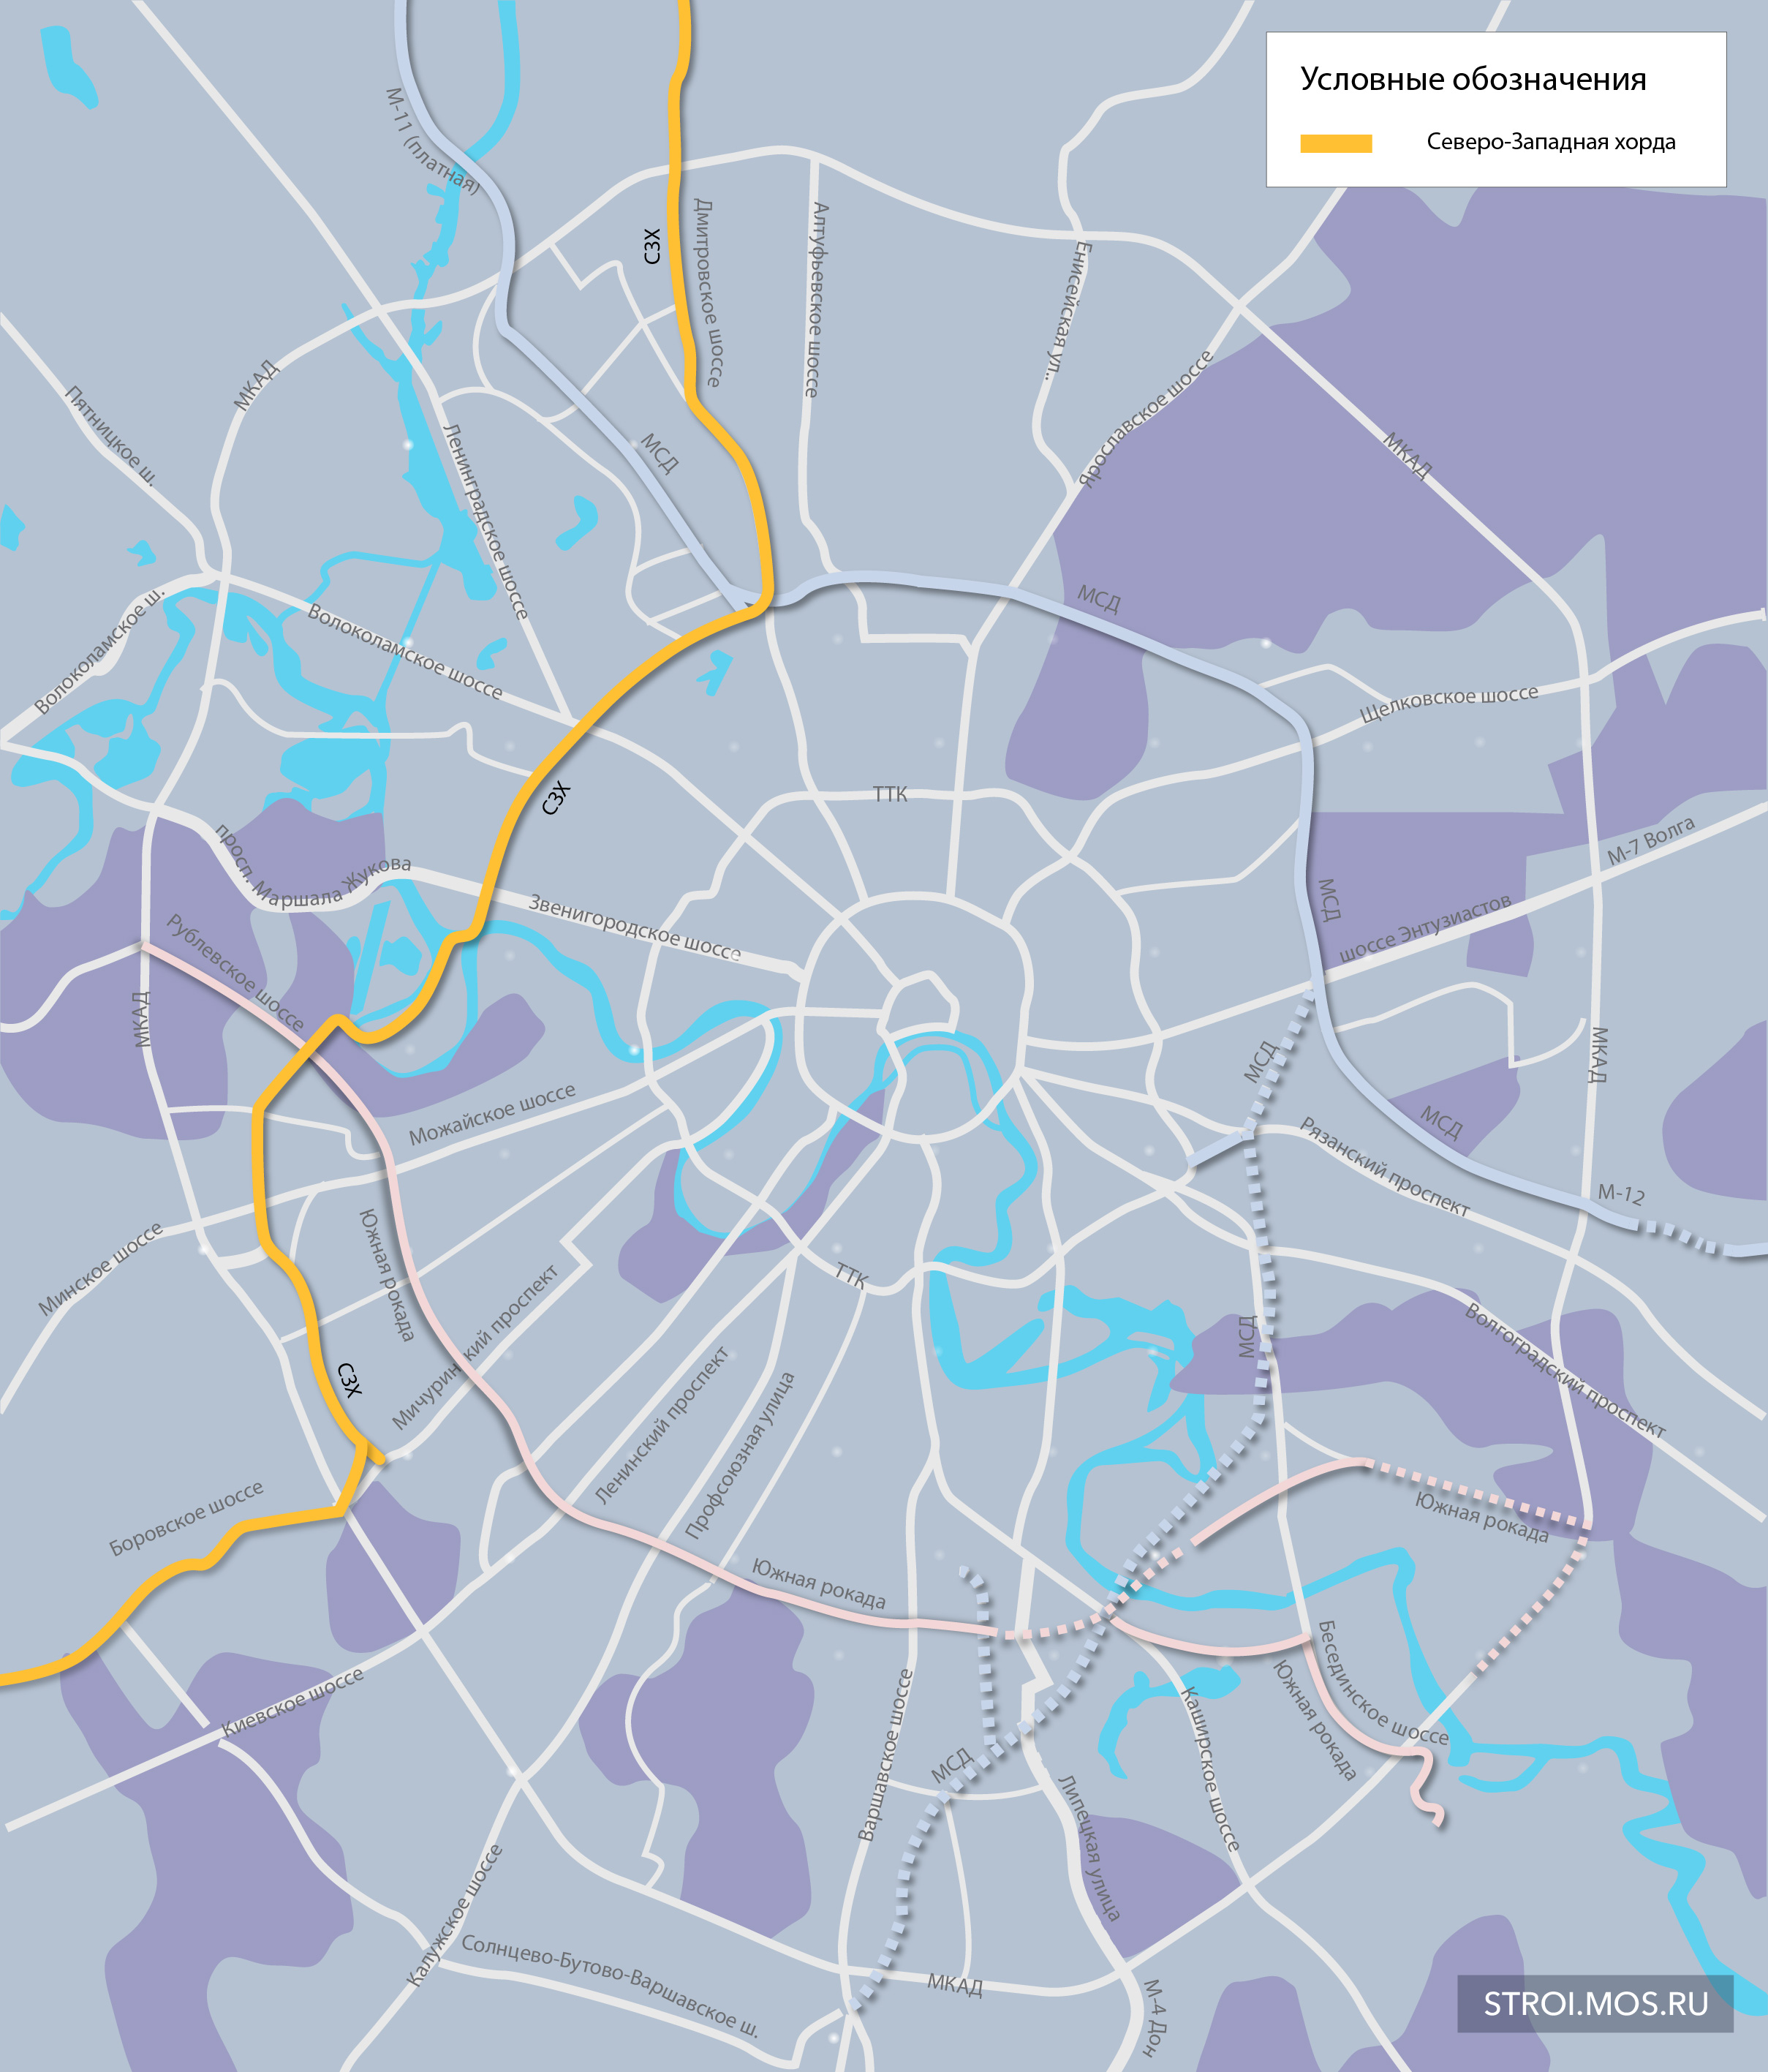 Условные обозначения
Северо-Западная хорда
М-11 (платная)
СЗХ
Дмитровское шоссе
Алтуфьевское шоссе
Енисейская ул..
Ярославское шоссе
МКАД
МКАД
Пятницкое ш.
Ленинградское шоссе
МСД
Волоколамское ш.
Волоколамское шоссе
МСД
Щелковское шоссе
СЗХ
ТТК
М-7 Волга
просп. Маршала Жукова
Звенигородское шоссе
МСД
шоссе Энтузиастов
Рублевское шоссе
МКАД
МСД
МКАД
Можайское шоссе
МСД
Рязанский проспект
М-12
Минское шоссе
Южная рокада
ТТК
Мичуринский проспект
МСД
Волгоградский проспект
СЗХ
Ленинский проспект
Профсоюзная улица
Боровское шоссе
Южная рокада
Южная рокада
Киевское шоссе
Варшавское шоссе
МСД
Каширское шоссе
Южная рокада
Бесединское шоссе
Липецкая улица
Калужское шоссе
Солнцево-Бутово-Варшавское ш.
МКАД
М-4 Дон
STROI.MOS.RU